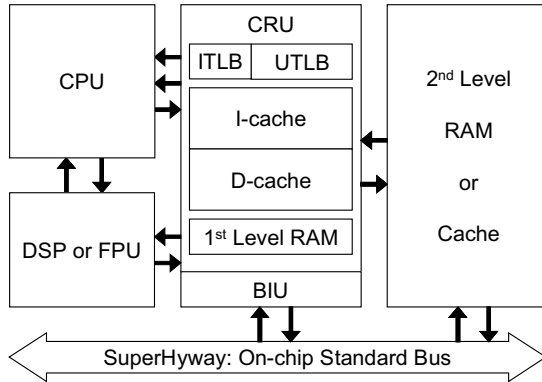 CPU
DSP or FPU
CRU
ITLB
UTLB
I-cache
D-cache
1st Level RAM
BIU
2nd Level
RAM
or
Cache
SuperHyway: On-chip Standard Bus